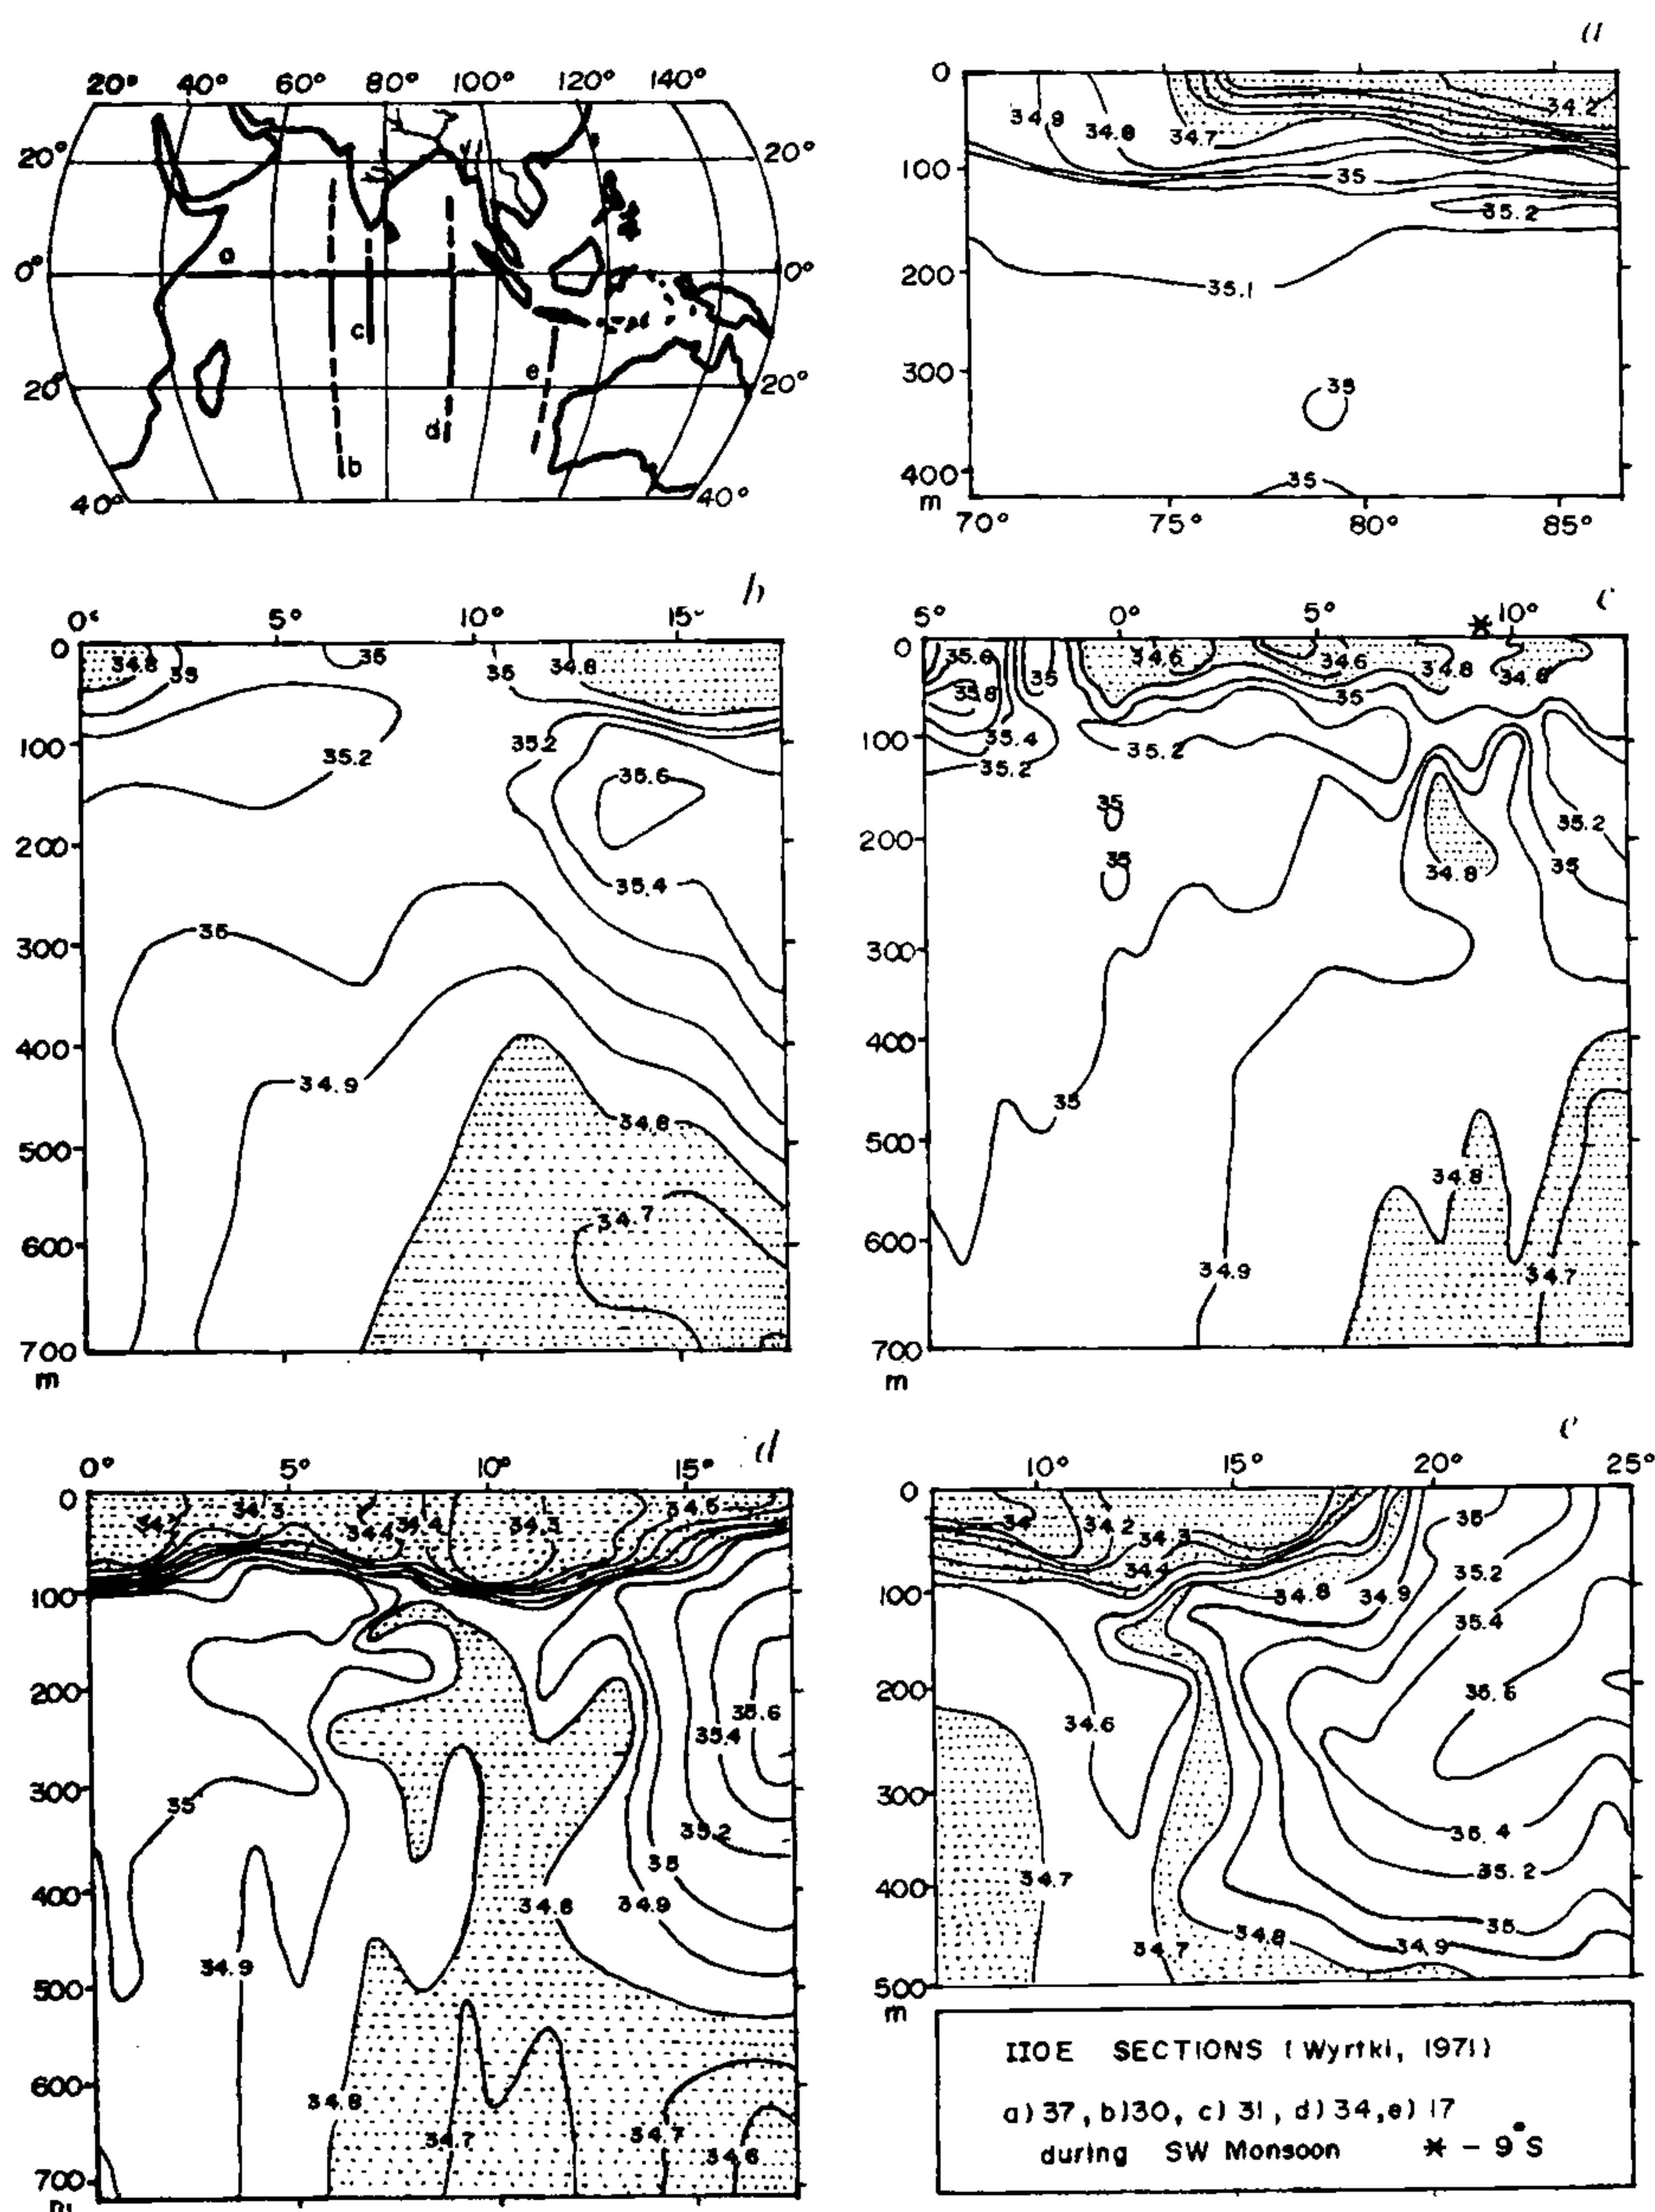 20° 40° 60° 80° 100° 120° 140°
20° 20°
0° 0°
20° 20°
40° 40°
a
b
c
d
e
a
0
100
200
300
400
m
70° 75° 80° 85°
34.9 34.8 34.7 34.2
35
35.2
35.1
35
35
b
0° 5° 10° 15°
0
100
200
300
400
500
600
700
m
34.8 35 35 35 34.8
35.2 35.2
35.6
35.4
35
34.9
34.8
34.7
c
5° 0° 5° * 10°
0
100
200
300
400
500
600
700
m
35.6 35 34.6 34.6 34.8 34.8
35.8 35
35.4 35.2
35.2
35
35
35.2
34.8 35
35
34.8
34.9 34.7
d
0° 5° 10° 15°
0
100
200
300
400
500
600
700
m
34.3 34.4 34.4 34.3
35.6
35.4
35
35.2
35
34.8 34.9
34.9
34.8
34.7 34.7
34.6
e
10° 15° 20° 25°
0
100
200
300
400
500
m
34 34.2 34.3 35
34.4 35.2
34.8 34.9
35.4
35.6
34.6
35.4
34.7 35.2
35
34.7 34.8 34.9
IIOE SECTIONS (Wyrtki, 1971)
a) 37, b) 30, c) 31, d) 34, e) 17
during SW Monsoon * - 9°S